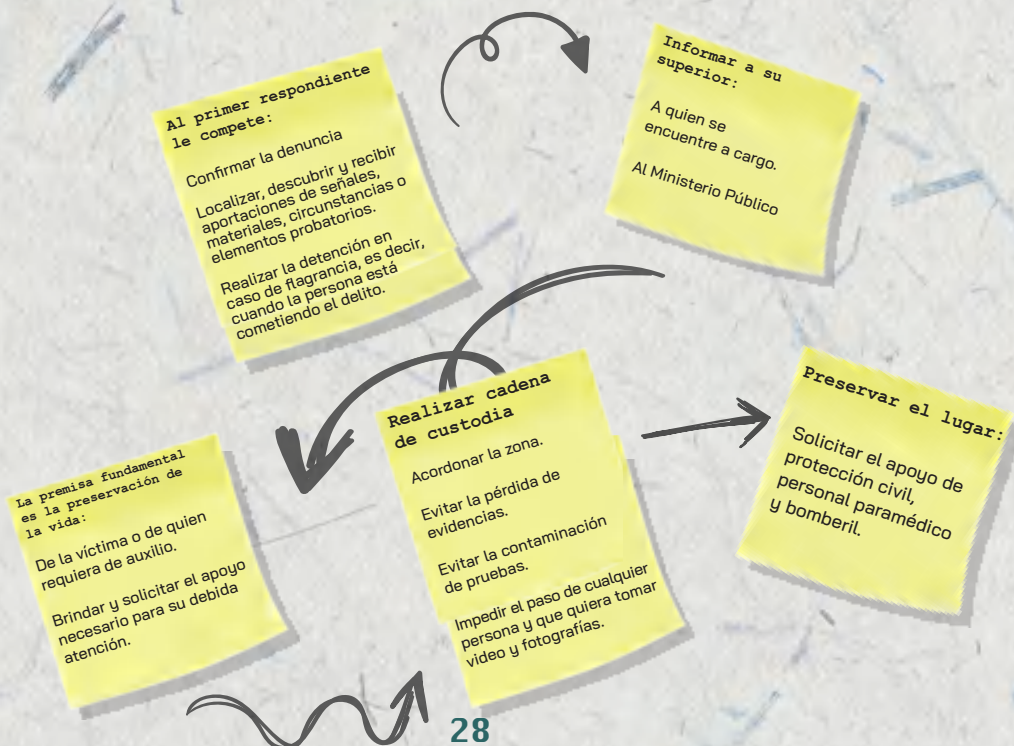 Al primer respondiente
le compete:
Confirmar la denuncia
Localizar, descubrir y recibir
aportaciones de señales,
materiales, circunstancias o
elementos probatorios.
Realizar la detención en
caso de flagrancia, es decir,
cuando la persona está
cometiendo el delito.
Informar a su
superior:
A quien se
encuentre a cargo.
Al Ministerio Público
La premisa fundamental
es la preservación de
la vida:
De la víctima o de quien
requiera de auxilio.
Brindar y solicitar el apoyo
necesario para su debida
atención.
Realizar cadena
de custodia
Acordonar la zona.
Evitar la pérdida de
evidencias.
Evitar la contaminación
de pruebas.
Impedir el paso de cualquier
persona y que quiera tomar
video y fotografías.
Preservar el lugar:
Solicitar el apoyo de
protección civil,
personal paramédico
y bomberil.
28